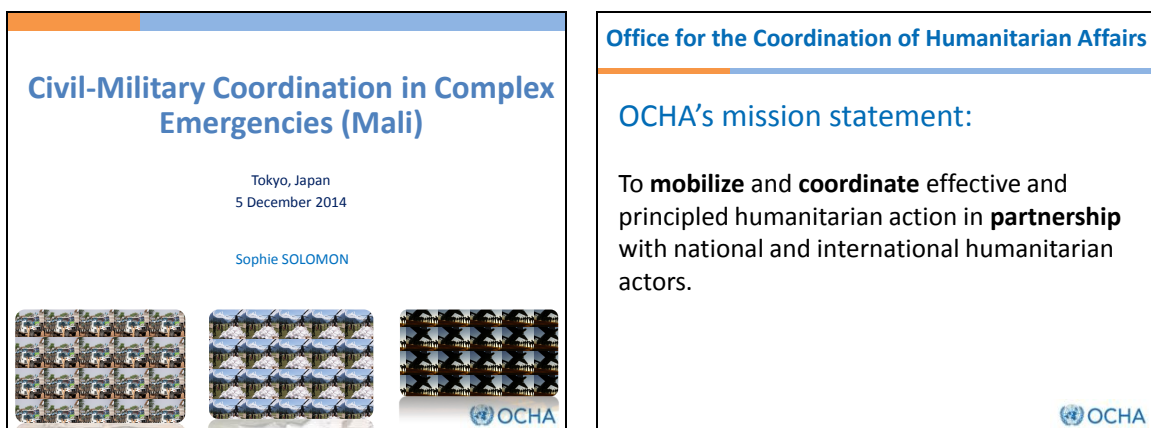 Civil-Military Coordination in Complex
Emergencies (Mali)
Tokyo, Japan
5 December 2014
Sophie SOLOMON
OCHA
Office for the Coordination of Humanitarian Affairs
OCHA’s mission statement:
To mobilize and coordinate effective and
principled humanitarian action in partnership
with national and international humanitarian
actors.
OCHA